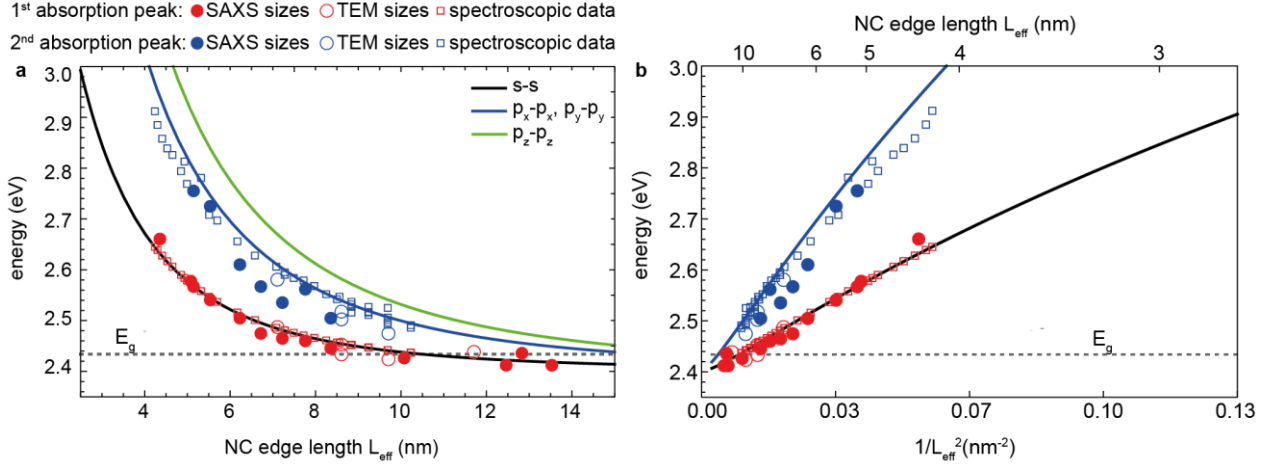 1st absorption peak: SAXS sizes TEM sizes spectroscopic data
2nd absorption peak: SAXS sizes TEM sizes spectroscopic data
a
s-s
px-px, py-py
pz-pz
energy (eV)
3.0
2.9
2.8
2.7
2.6
2.5
2.4
Eg
4 6 8 10 12 14
NC edge length Leff (nm)
NC edge length Leff (nm)
10 6 5 4 3
b
energy (eV)
3.0
2.9
2.8
2.7
2.6
2.5
2.4
Eg
0.00 0.03 0.07 0.10 0.13
1/Leff2(nm-2)